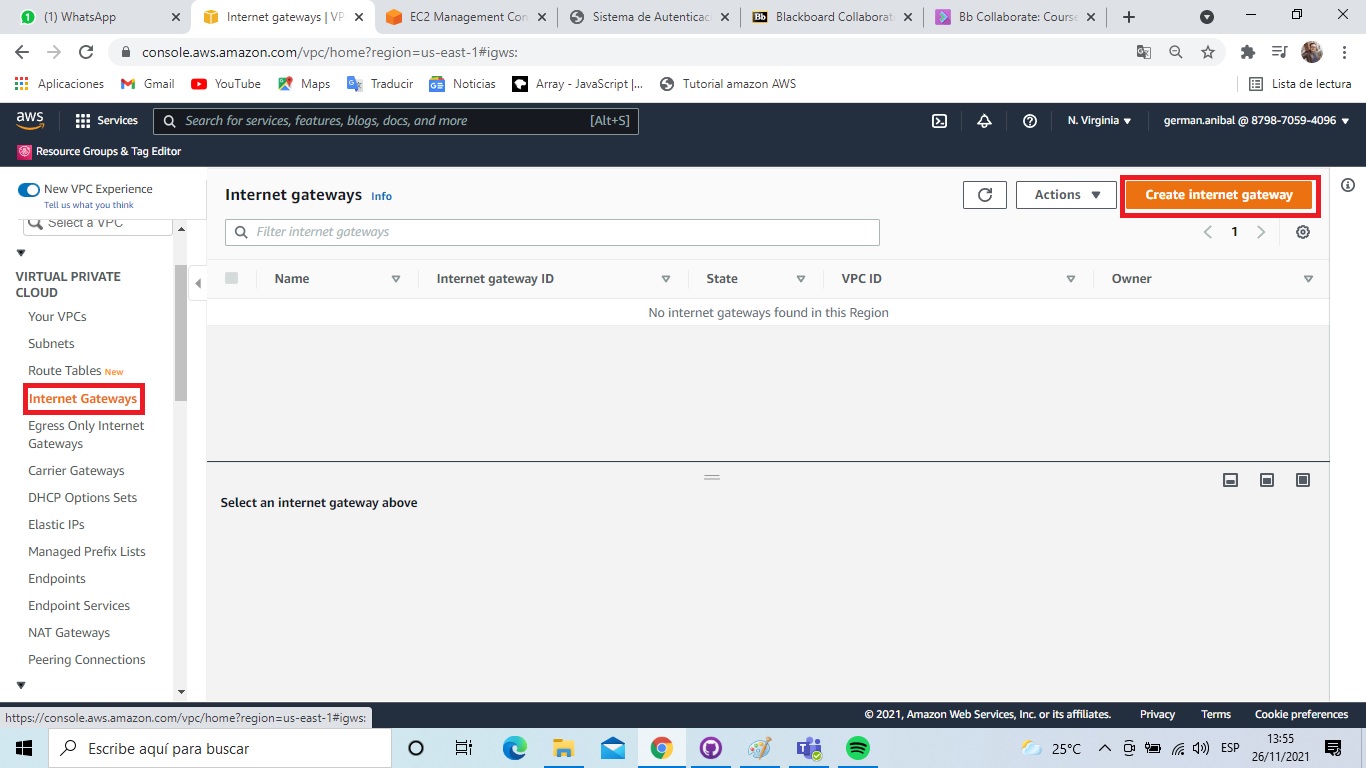 (1) WhatsApp
Internet gateways | VP
EC2 Management Con
Sistema de Autenticac
Bb Blackboard Collaborat
Bb Collaborate: Course
console.aws.amazon.com/vpc/home?region=us-east-1#igws:
Aplicaciones
Gmail
YouTube
Maps
Traducir
Noticias
Array - JavaScript |...
Tutorial amazon AWS
Lista de lectura
aws
Services
Search for services, features, blogs, docs, and more [Alt+S]
N. Virginia
german.anibal @ 8798-7059-4096
Resource Groups & Tag Editor
New VPC Experience
Tell us what you think
Select a VPC
VIRTUAL PRIVATE
CLOUD
Your VPCs
Subnets
Route Tables New
Internet Gateways
Egress Only Internet
Gateways
Carrier Gateways
DHCP Options Sets
Elastic IPs
Managed Prefix Lists
Endpoints
Endpoint Services
NAT Gateways
Peering Connections
Internet gateways Info
Actions
Create internet gateway
Filter internet gateways
1
Name Internet gateway ID State VPC ID Owner
No internet gateways found in this Region
Select an internet gateway above
https://console.aws.amazon.com/vpc/home?region=us-east-1#igws:
© 2021, Amazon Web Services, Inc. or its affiliates. Privacy Terms Cookie preferences
Escribe aquí para buscar
25°C
ESP
13:55
26/11/2021